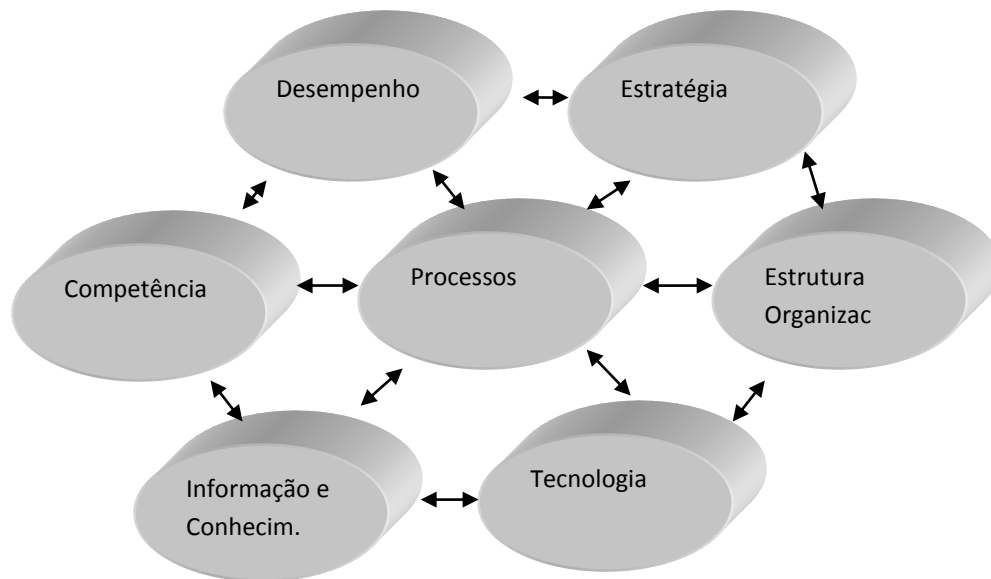 Desempenho
Estratégia
Competência
Processos
Estrutura
Organizac
Informação e
Conhecim.
Tecnologia